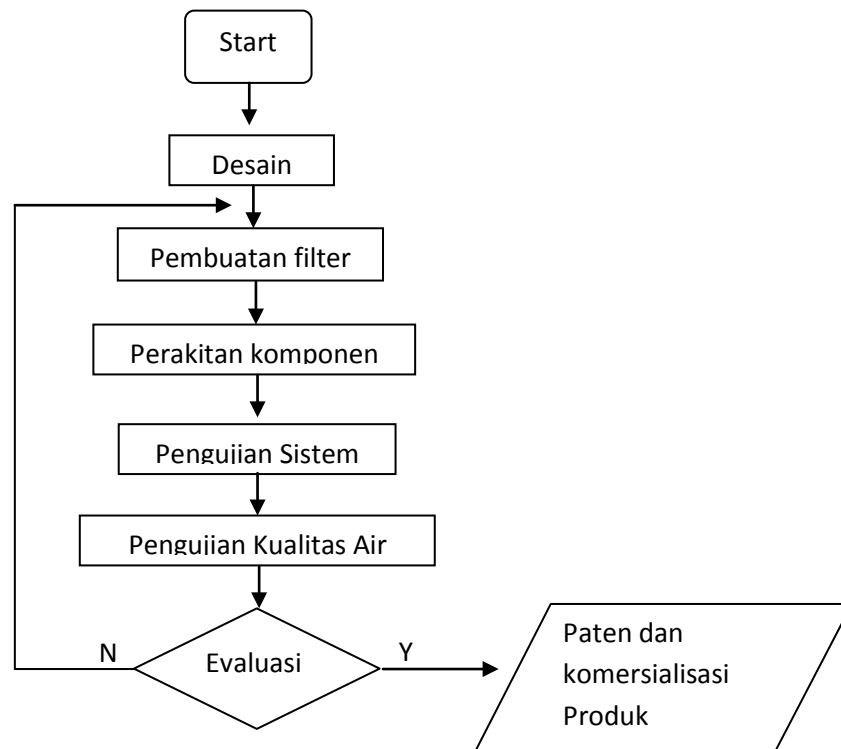 Start
Desain
Pembuatan filter
Perakitan komponen
Pengujian Sistem
Pengujian Kualitas Air
N
Evaluasi
Y
Paten dan
komersialisasi
Produk